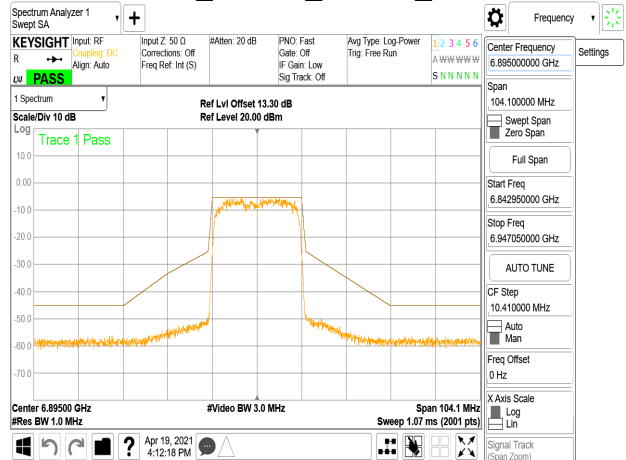 Spectrum Analyzer 1
Swept SA
Frequency
KEYSIGHT
R
PASS
Input: RF
Coupling: DC
Align: Auto
Input Z: 50 Ω
Corrections: Off
Freq Ref: Int (S)
#Atten: 20 dB
PNO: Fast
Gate: Off
IF Gain: Low
Sig Track: Off
Avg Type: Log-Power
Trig: Free Run
1 2 3 4 5 6
A W W W W W
S N N N N N
Center Frequency
6.895000000 GHz
Settings
Span
104.100000 MHz
Swept Span
Zero Span
Full Span
Start Freq
6.842950000 GHz
Stop Freq
6.947050000 GHz
AUTO TUNE
CF Step
10.410000 MHz
Auto
Man
Freq Offset
0 Hz
X Axis Scale
Log
Lin
Signal Track
(Span Zoom)
1 Spectrum
Scale/Div 10 dB
Ref Lvl Offset 13.30 dB
Ref Level 20.00 dBm
Log
Trace 1 Pass
10.0
0.00
-10.0
-20.0
-30.0
-40.0
-50.0
-60.0
-70.0
Center 6.89500 GHz
#Res BW 1.0 MHz
#Video BW 3.0 MHz
Span 104.1 MHz
Sweep 1.07 ms (2001 pts)
?
Apr 19, 2021
4:12:18 PM